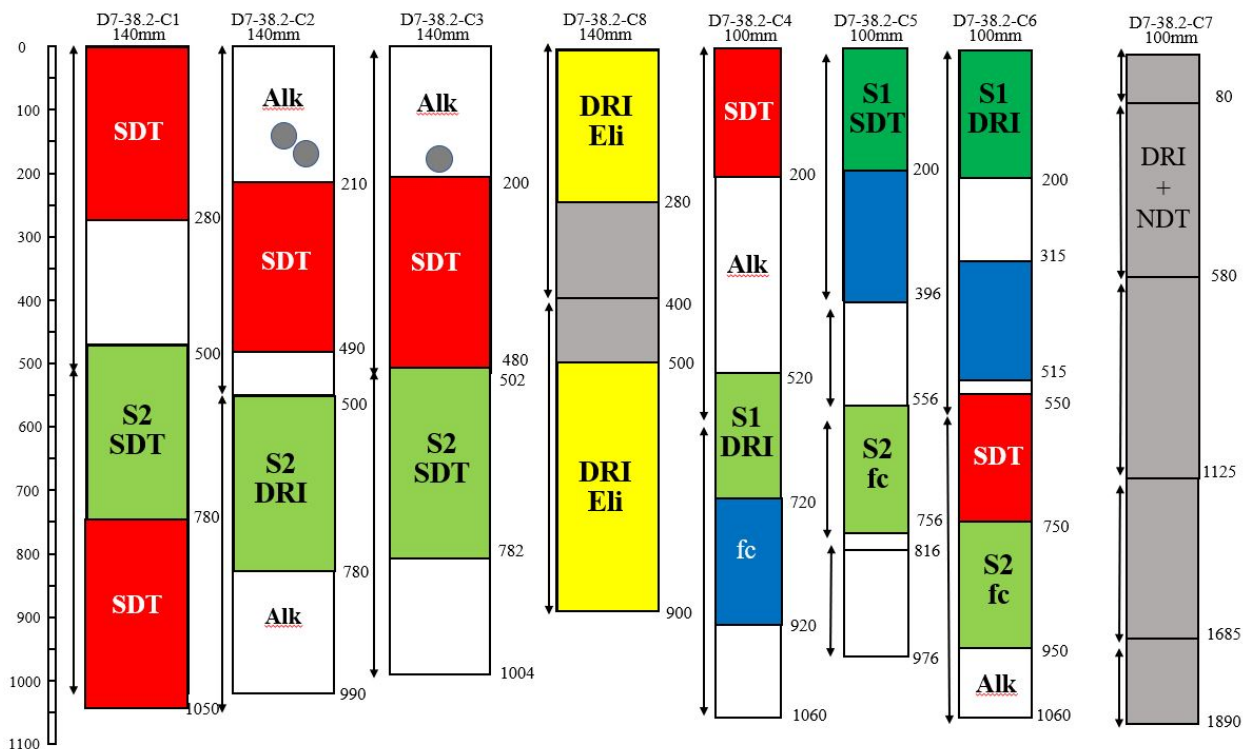 D7-38.2-C1
140mm
D7-38.2-C2
140mm
D7-38.2-C3
140mm
D7-38.2-C8
140mm
D7-38.2-C4
100mm
D7-38.2-C5
100mm
D7-38.2-C6
100mm
D7-38.2-C7
100mm
0
100
200
300
400
500
600
700
800
900
1000
1100
SDT
280
500
S2
SDT
780
SDT
1050
Alk
210
SDT
490
500
S2
DRI
780
Alk
990
Alk
200
SDT
480
502
S2
SDT
782
1004
DRI
Eli
280
400
500
DRI
Eli
900
SDT
200
Alk
520
S1
DRI
720
fc
920
1060
S1
SDT
200
396
556
S2
fc
756
816
976
S1
DRI
200
315
515
550
SDT
750
S2
fc
950
Alk
1060
80
DRI
+
NDT
580
1125
1685
1890